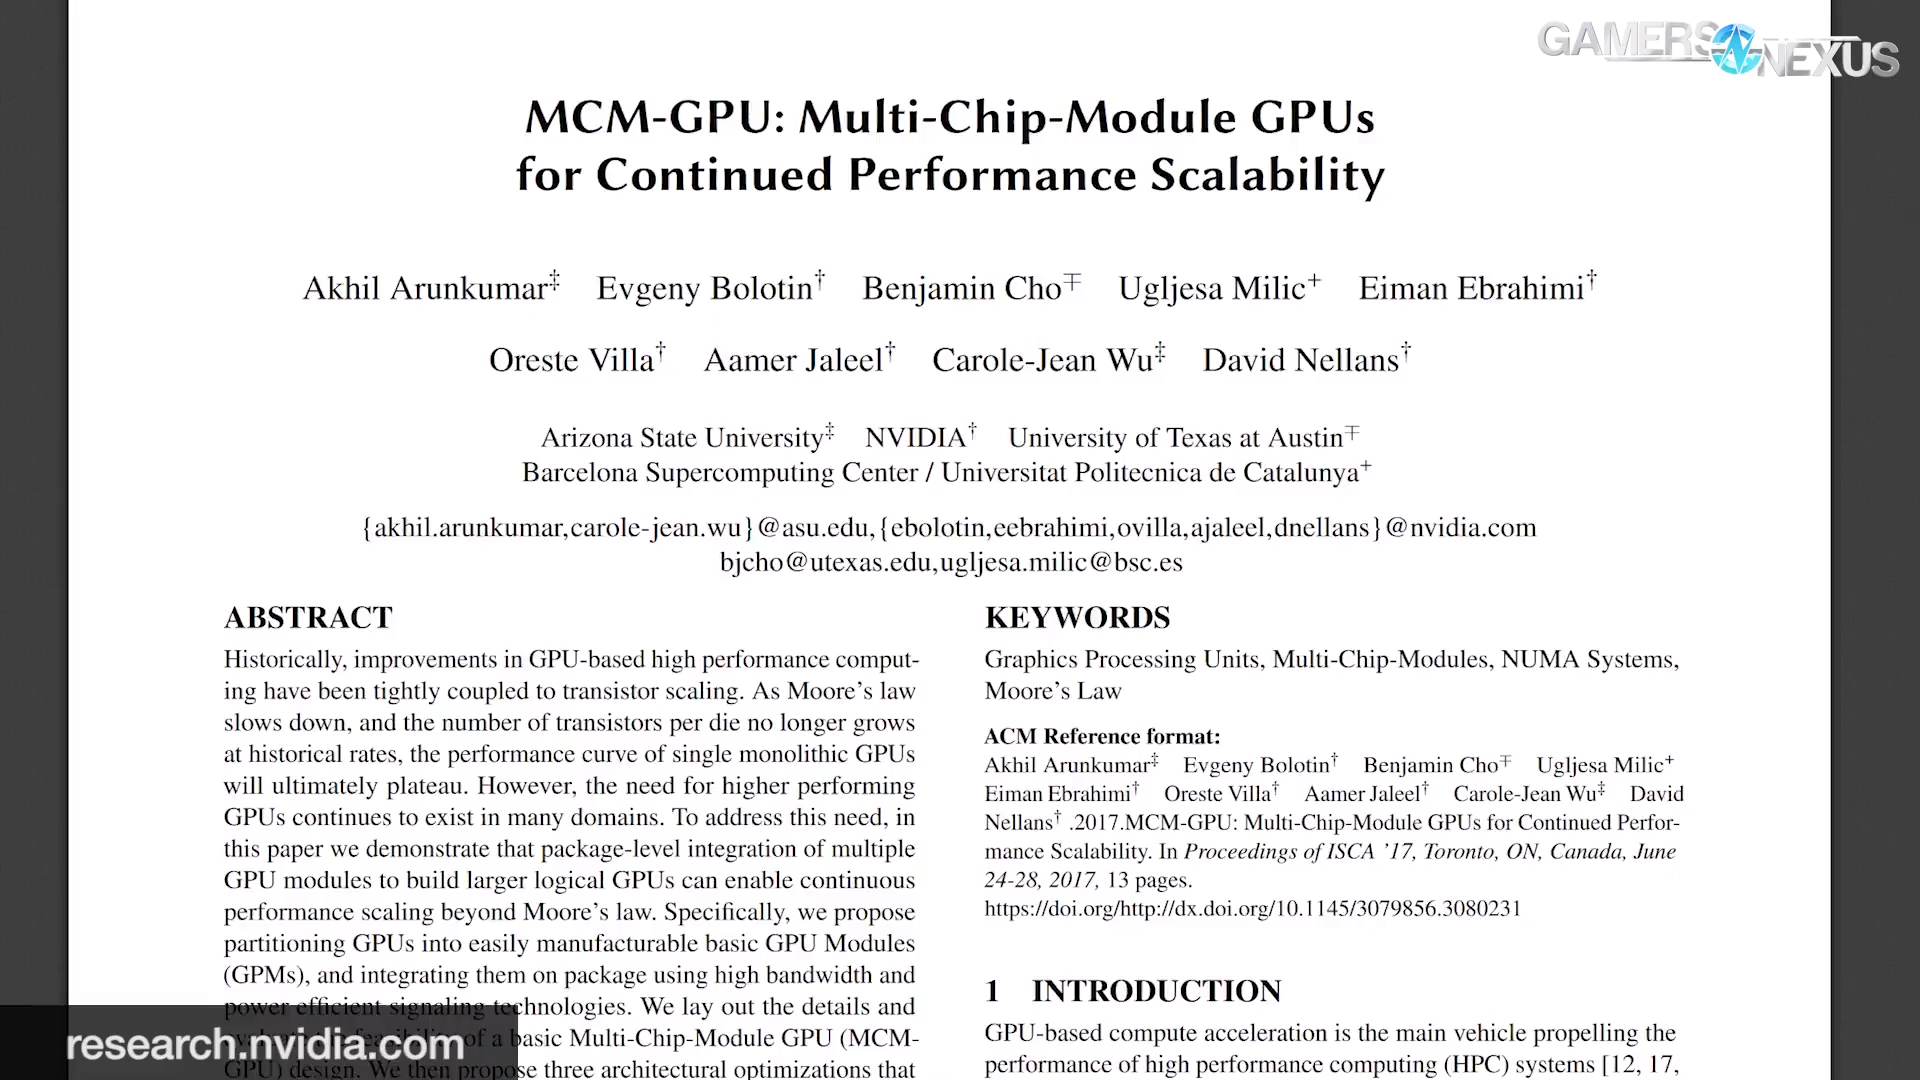 GAMERS NEXUS
MCM-GPU: Multi-Chip-Module GPUs
for Continued Performance Scalability
Akhil Arunkumar‡ Evgeny Bolotin† Benjamin Cho∓ Ugljesa Milic+ Eiman Ebrahimi†
Oreste Villa† Aamer Jaleel† Carole-Jean Wu‡ David Nellans†
Arizona State University‡ NVIDIA† University of Texas at Austin∓
Barcelona Supercomputing Center / Universitat Politecnica de Catalunya+
{akhil.arunkumar,carole-jean.wu}@asu.edu,{ebolotin,eebrahimi,ovilla,ajaleel,dnellans}@nvidia.com
bjcho@utexas.edu,ugljesa.milic@bsc.es
ABSTRACT
Historically, improvements in GPU-based high performance comput-
ing have been tightly coupled to transistor scaling. As Moore's law
slows down, and the number of transistors per die no longer grows
at historical rates, the performance curve of single monolithic GPUs
will ultimately plateau. However, the need for higher performing
GPUs continues to exist in many domains. To address this need, in
this paper we demonstrate that package-level integration of multiple
GPU modules to build larger logical GPUs can enable continuous
performance scaling beyond Moore's law. Specifically, we propose
partitioning GPUs into easily manufacturable basic GPU Modules
(GPMs), and integrating them on package using high bandwidth and
power efficient signaling technologies. We lay out the details and
of a basic Multi-Chip-Module GPU (MCM-
GPU) design. We then propose three architectural optimizations that
KEYWORDS
Graphics Processing Units, Multi-Chip-Modules, NUMA Systems,
Moore's Law
ACM Reference format:
Akhil Arunkumar‡ Evgeny Bolotin† Benjamin Cho∓ Ugljesa Milic+
Eiman Ebrahimi† Oreste Villa† Aamer Jaleel† Carole-Jean Wu‡ David
Nellans† .2017.MCM-GPU: Multi-Chip-Module GPUs for Continued Perfor-
mance Scalability. In Proceedings of ISCA '17, Toronto, ON, Canada, June
24-28, 2017, 13 pages.
https://doi.org/http://dx.doi.org/10.1145/3079856.3080231
1 INTRODUCTION
GPU-based compute acceleration is the main vehicle propelling the
performance of high performance computing (HPC) systems [12, 17,
research.nvidia.com